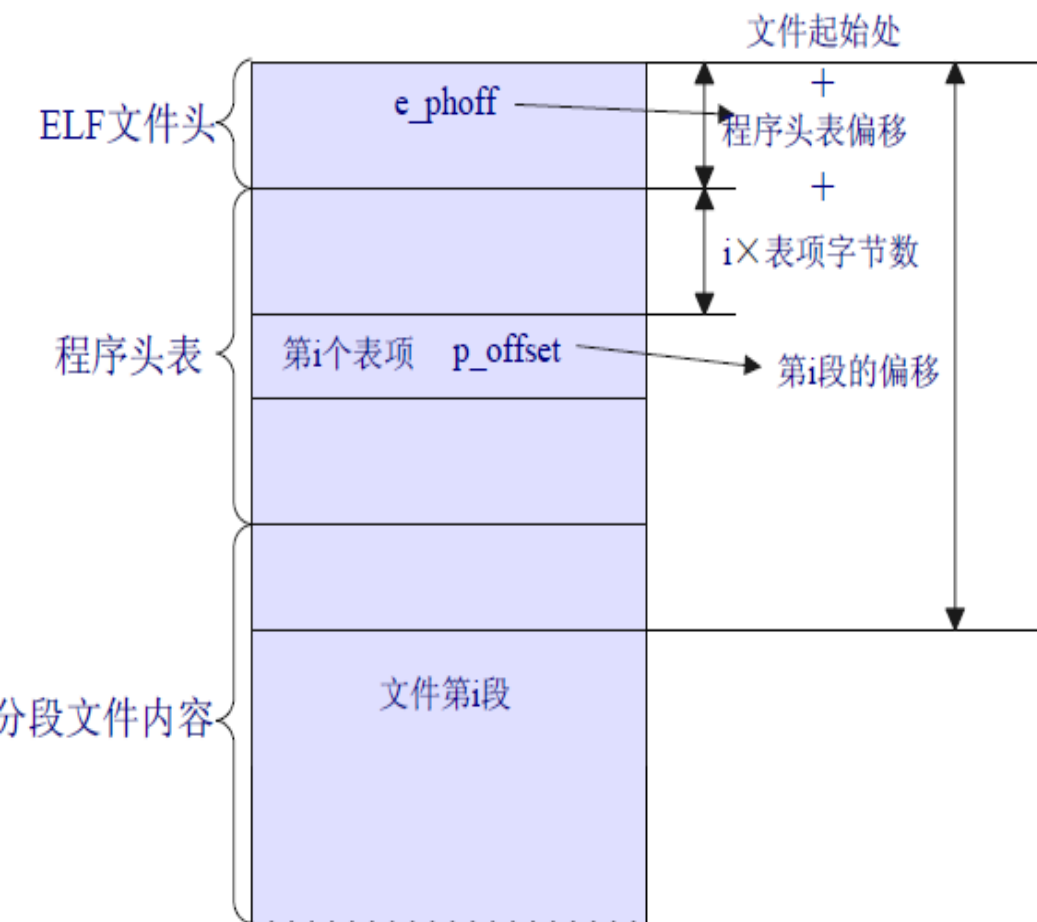 文件起始处
+
ELF文件头
e_phoff
程序头表偏移
+
i×表项字节数
程序头表
第i个表项 p_offset
第i段的偏移
分段文件内容
文件第i段